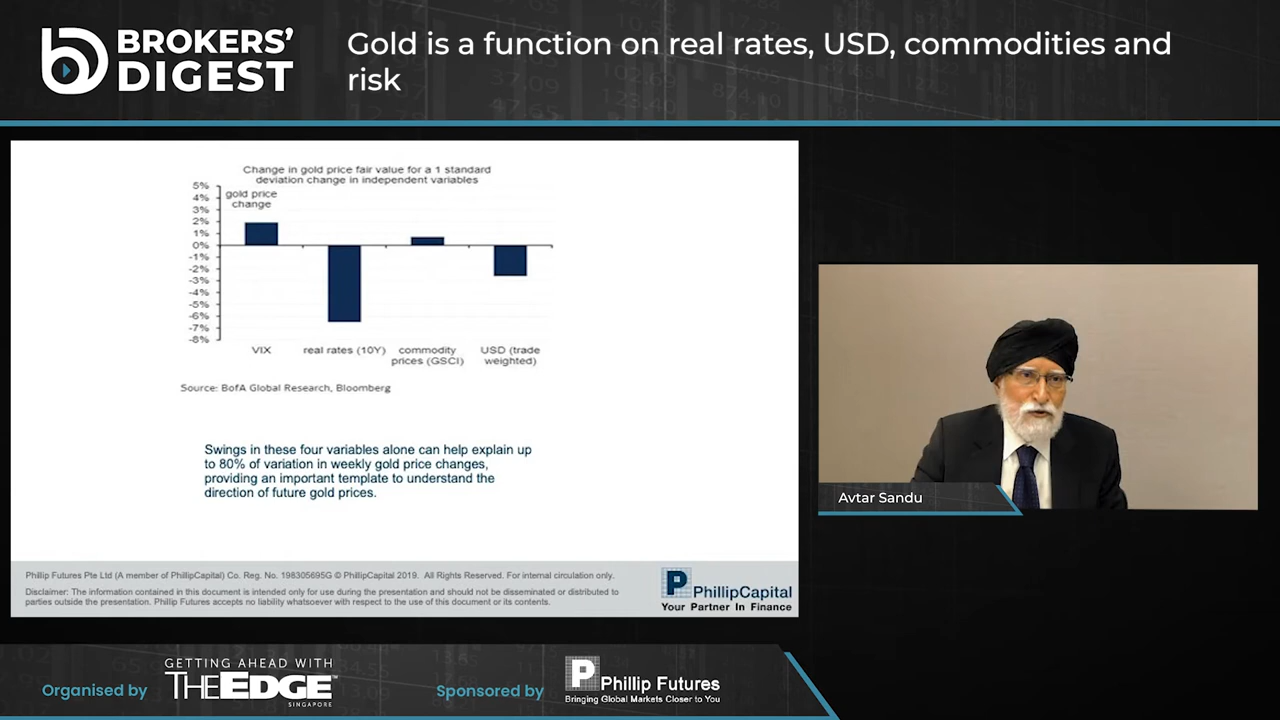 BROKERS'
DIGEST
Gold is a function on real rates, USD, commodities and
risk
Change in gold price fair value for a 1 standard
deviation change in independent variables
5%
4%
3%
2%
1%
0%
-1%
-2%
-3%
-4%
-5%
-6%
-7%
-8%
gold price
change
VIX
real rates (10Y)
commodity
prices (GSCI)
USD (trade
weighted)
Source: BofA Global Research, Bloomberg
Swings in these four variables alone can help explain up
to 80% of variation in weekly gold price changes,
providing an important template to understand the
direction of future gold prices.
Phillip Futures Pte Ltd (A member of PhillipCapital) Co. Reg. No. 198305695G © PhillipCapital 2019. All Rights Reserved. For internal circulation only.
Disclaimer: The information contained in this document is intended only for use during the presentation and should not be disseminated or distributed to
parties outside the presentation. Phillip Futures accepts no liability whatsoever with respect to the use of this document or its contents.
PhillipCapital
Your Partner In Finance
Avtar Sandu
Organised by
GETTING AHEAD WITH
THEEDGE™
SINGAPORE
Sponsored by
Phillip Futures
Bringing Global Markets Closer to You